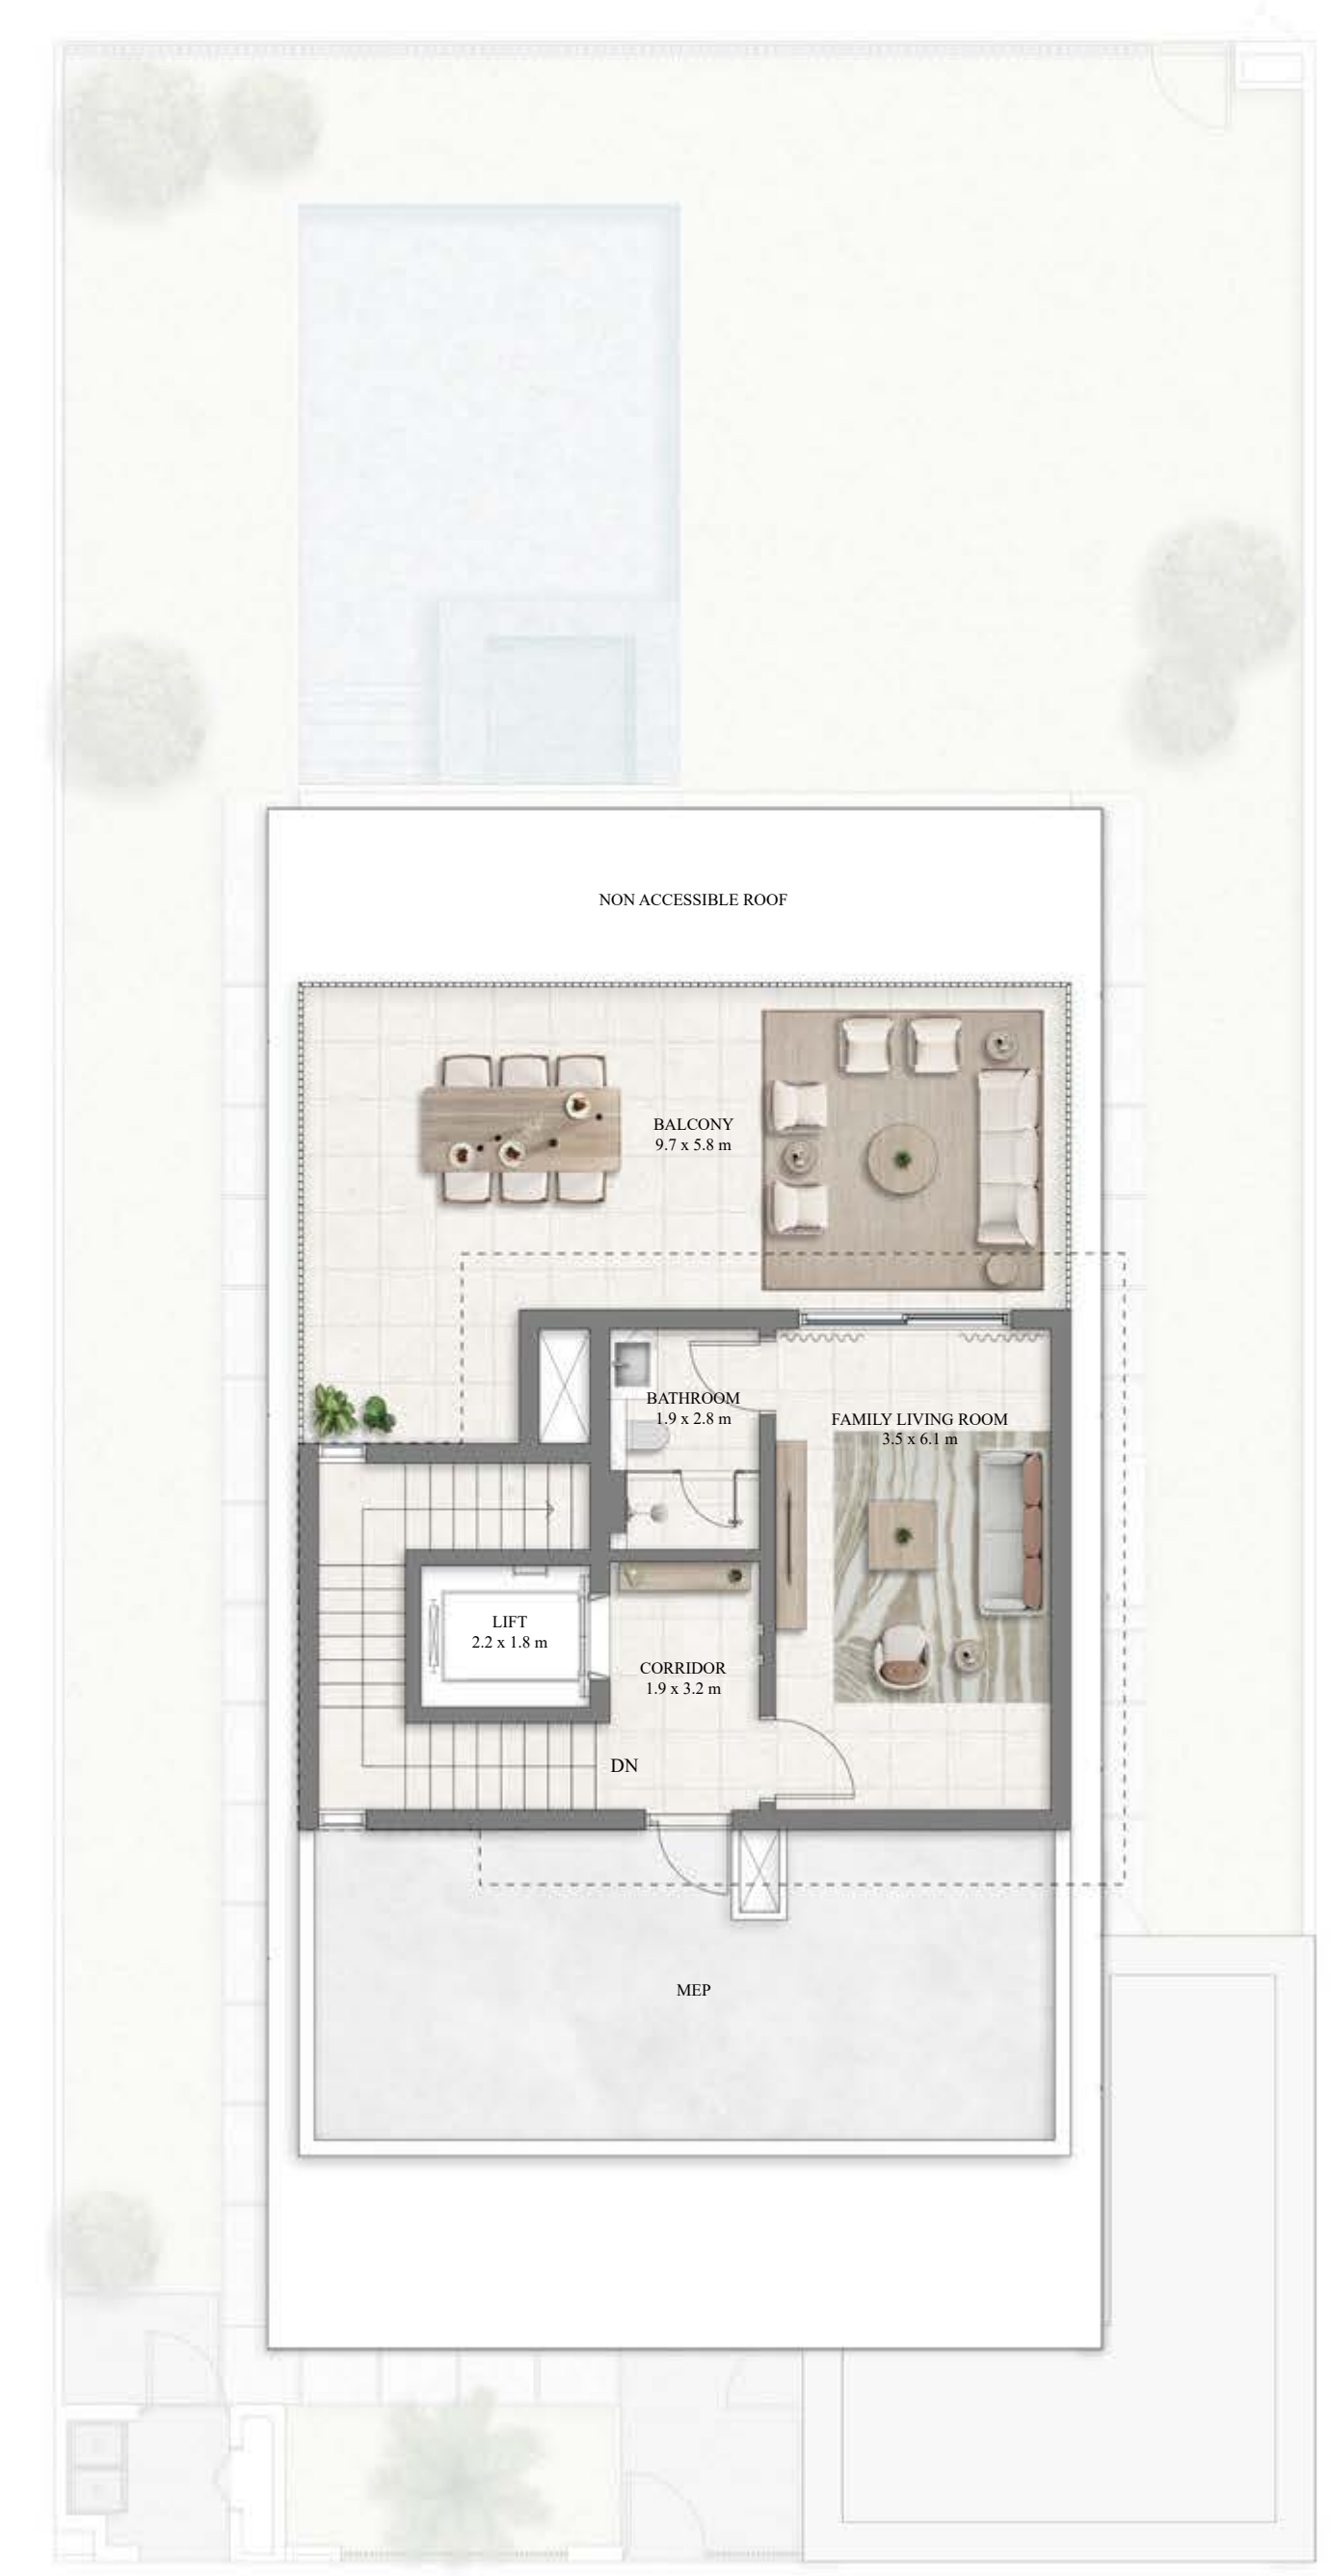 NON ACCESSIBLE ROOF
BALCONY
9.7 x 5.8 m
BATHROOM
1.9 x 2.8 m
FAMILY LIVING ROOM
3.5 x 6.1 m
LIFT
2.2 x 1.8 m
CORRIDOR
1.9 x 3.2 m
DN
MEP